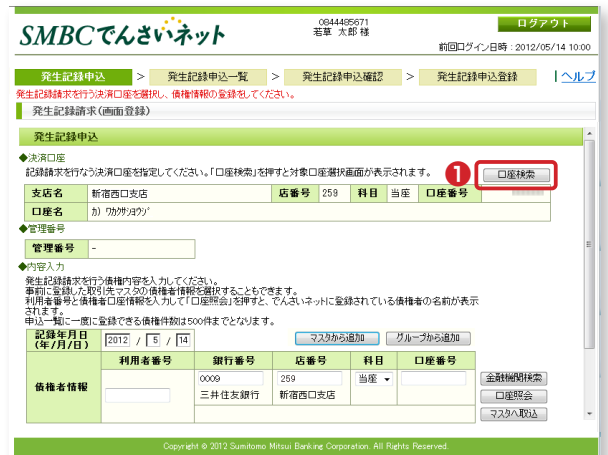 SMBCでんさいネット
0844485671
若草 太郎 様
ログアウト
前回ログイン日時 : 2012/05/14 10:00
発生記録申込 > 発生記録申込一覧 > 発生記録申込確認 > 発生記録申込登録 ヘルプ
発生記録請求を行う決済口座を選択し、債権情報の登録をしてください。
発生記録請求(画面登録)
発生記録申込
◆決済口座
記録請求を行なう決済口座を指定してください。「口座検索」を押すと対象口座選択画面が表示されます。
1 口座検索
支店名 新宿西口支店 店番号 259 科目 当座 口座番号
口座名 カ) ワカクサショウジ
◆管理番号
管理番号 -
◆内容入力
発生記録請求を行う債権内容を入力してください。
事前に登録した取引先マスタの債権者情報を選択することもできます。
利用者番号と債権者口座情報を入力して「口座照会」を押すと、でんさいネットに登録されている債権者の名前が表示
されます。
申込一覧に一度に登録できる債権件数は500件までとなります。
記録年月日
(年/月/日) 2012 / 5 / 14 マスタから追加 グループから追加
利用者番号 銀行番号 店番号 科目 口座番号
債権者情報 0009 259 当座 金融機関検索
三井住友銀行 新宿西口支店 口座照会
マスタへ取込
Copyright © 2012 Sumitomo Mitsui Banking Corporation. All Rights Reserved.